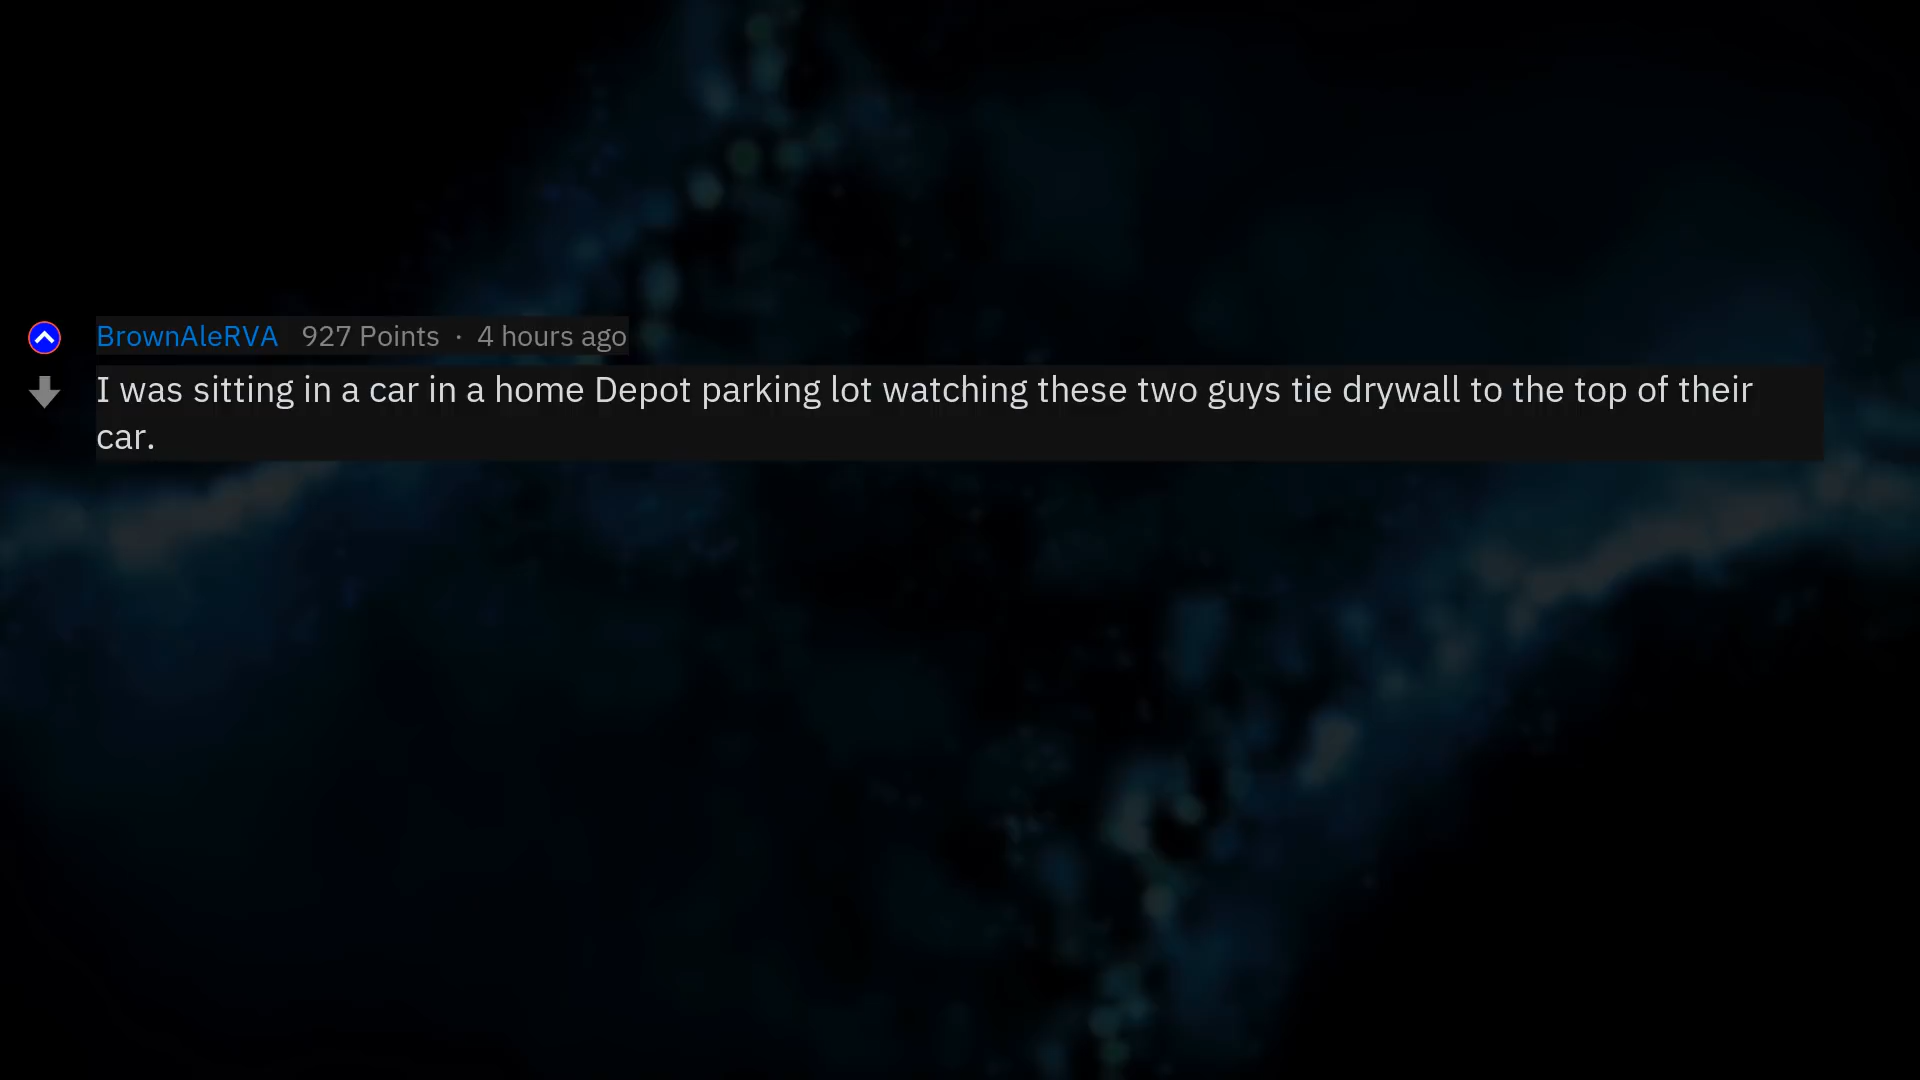 BrownAleRVA 927 Points · 4 hours ago
I was sitting in a car in a home Depot parking lot watching these two guys tie drywall to the top of their
car.